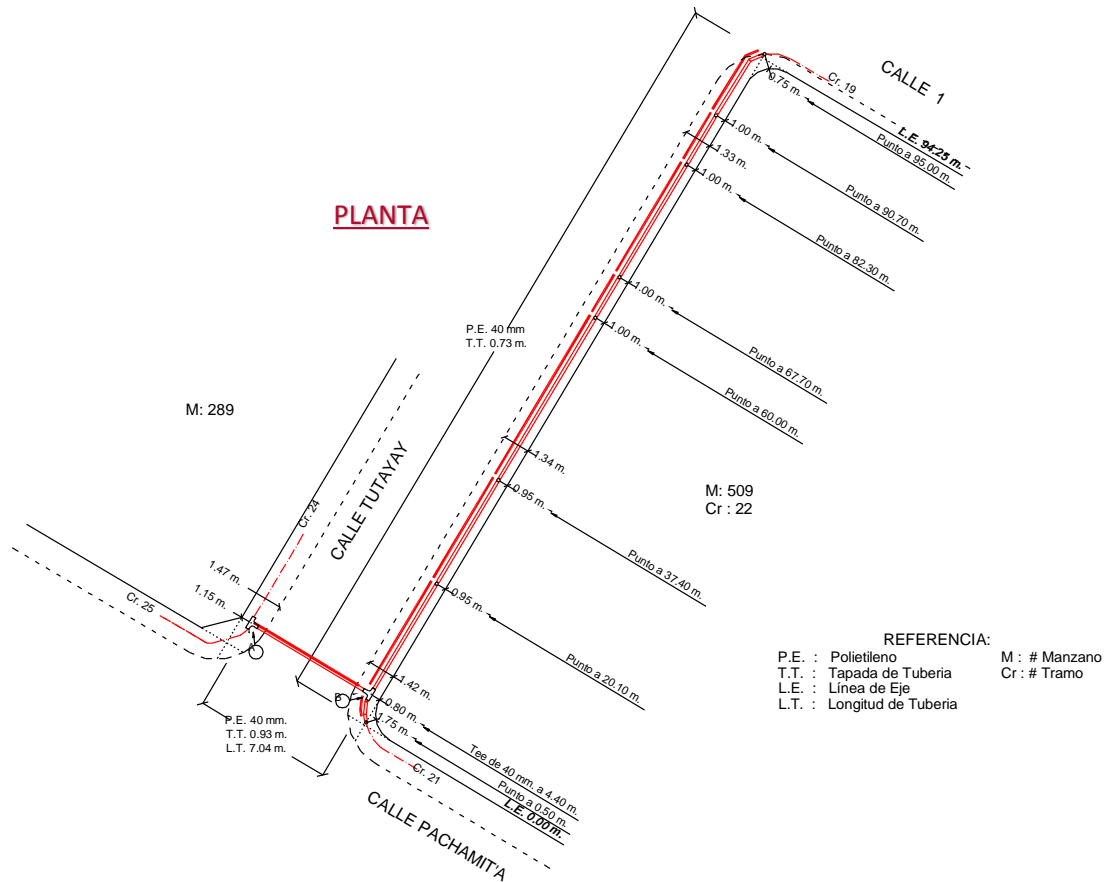 CALLE 1
Cr. 19
0.75 m.
L.E. 94.25 m.
Punto a 95.00 m.
1.00 m.
1.33 m.
Punto a 90.70 m.
1.00 m.
Punto a 82.30 m.
PLANTA
1.00 m.
P.E. 40 mm
T.T. 0.73 m.
1.00 m.
Punto a 67.70 m.
Punto a 60.00 m.
M: 289
1.34 m.
M: 509
Cr : 22
0.95 m.
Cr. 24
CALLE TUTAYAY
Punto a 37.40 m.
1.47 m.
1.15 m.
Cr. 25
0.95 m.
Punto a 20.10 m.
REFERENCIA:
P.E. : Polietileno
M : # Manzano
T.T. : Tapada de Tuberia
Cr : # Tramo
L.E. : Línea de Eje
L.T. : Longitud de Tuberia
1.42 m.
B
0.80 m.
1.75 m.
P.E. 40 mm.
T.T. 0.93 m.
L.T. 7.04 m.
Tee de 40 mm. a 4.40 m.
Punto a 0.50 m.
L.E. 0.00 m.
Cr. 21
CALLE PACHAMIT'A